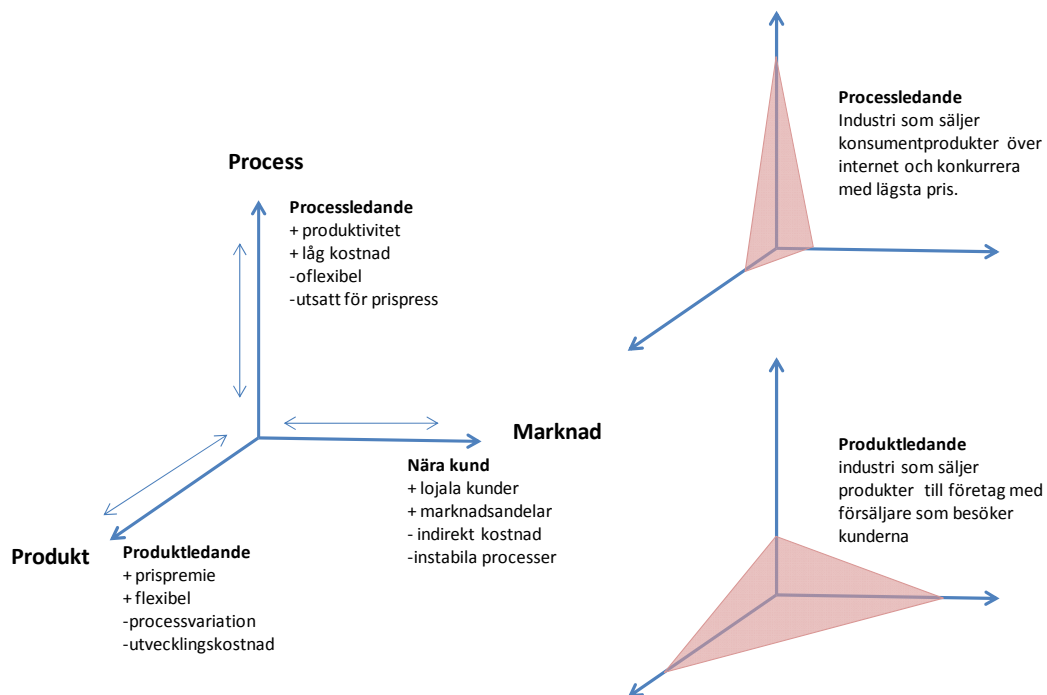 Process
Processledande
+ produktivitet
+ låg kostnad
-oflexibel
-utsatt för prispress
Marknad
Nära kund
+ lojala kunder
+ marknadsandelar
- indirekt kostnad
-instabila processer
Produkt
Produktledande
+ prispremie
+ flexibel
-processvariation
-utvecklingskostnad
Processledande
Industri som säljer
konsumentprodukter över
internet och konkurrera
med lägsta pris.
Produktledande
industri som säljer
produkter till företag med
försäljare som besöker
kunderna